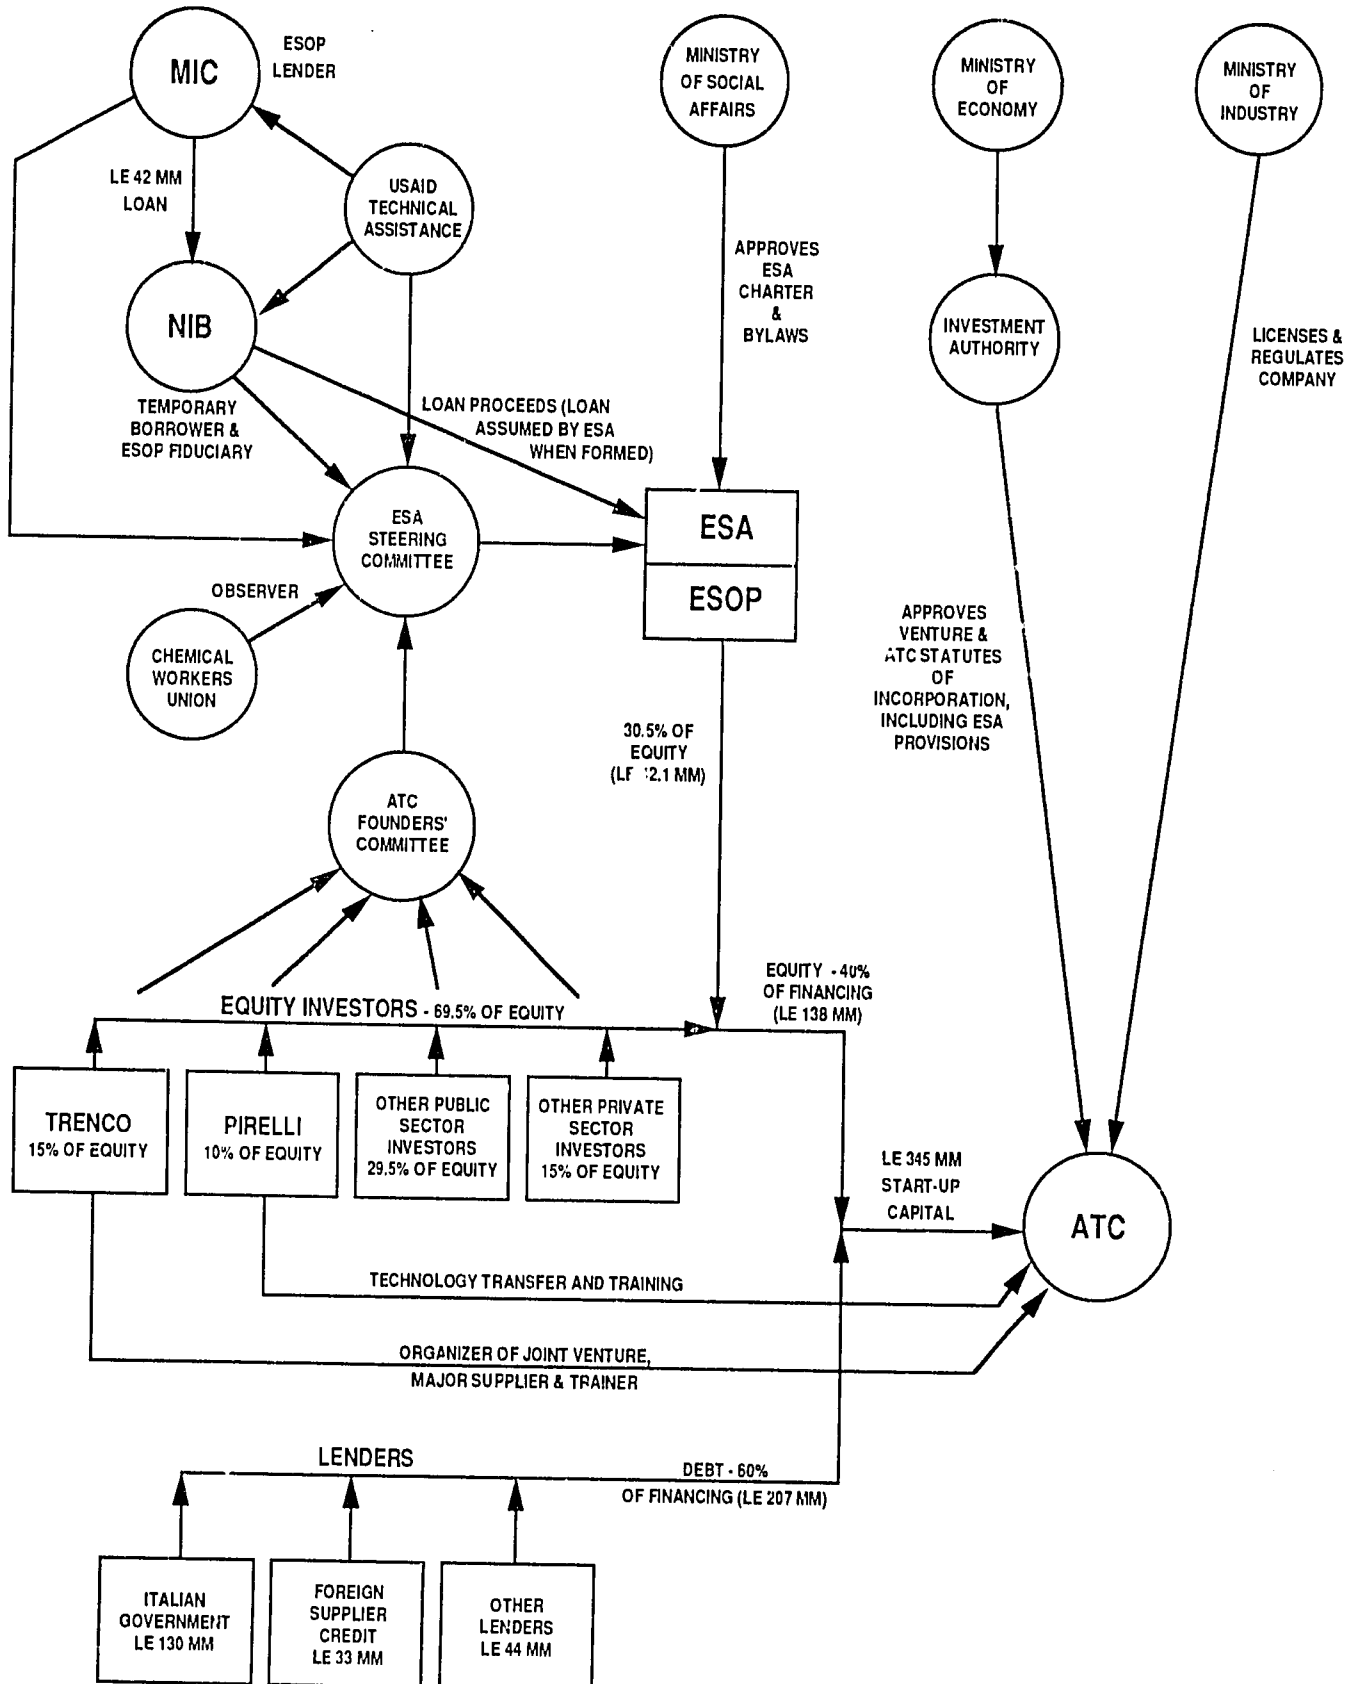 MIC
ESOP
LENDER
MINISTRY
OF SOCIAL
AFFAIRS
MINISTRY
OF
ECONOMY
MINISTRY
OF
INDUSTRY
LE 42 MM
LOAN
USAID
TECHNICAL
ASSISTANCE
APPROVES
ESA
CHARTER
&
BYLAWS
NIB
INVESTMENT
AUTHORITY
LICENSES &
REGULATES
COMPANY
TEMPORARY
BORROWER &
ESOP FIDUCIARY
LOAN PROCEEDS (LOAN
ASSUMED BY ESA
WHEN FORMED)
ESA
STEERING
COMMITTEE
ESA
ESOP
OBSERVER
CHEMICAL
WORKERS
UNION
APPROVES
VENTURE &
ATC STATUTES
OF
INCORPORATION,
INCLUDING ESA
PROVISIONS
30.5% OF
EQUITY
ATC
FOUNDERS'
COMMITTEE
EQUITY - 40%
OF FINANCING
(LE 138 MM)
EQUITY INVESTORS - 69.5% OF EQUITY
TRENCO
15% OF EQUITY
PIRELLI
10% OF EQUITY
OTHER PUBLIC
SECTOR
INVESTORS
29.5% OF EQUITY
OTHER PRIVATE
SECTOR
INVESTORS
15% OF EQUITY
LE 345 MM
START-UP
CAPITAL
ATC
TECHNOLOGY TRANSFER AND TRAINING
ORGANIZER OF JOINT VENTURE,
MAJOR SUPPLIER & TRAINER
LENDERS
DEBT - 60%
OF FINANCING (LE 207 MM)
ITALIAN
GOVERNMENT
LE 130 MM
FOREIGN
SUPPLIER
CREDIT
LE 33 MM
OTHER
LENDERS
LE 44 MM